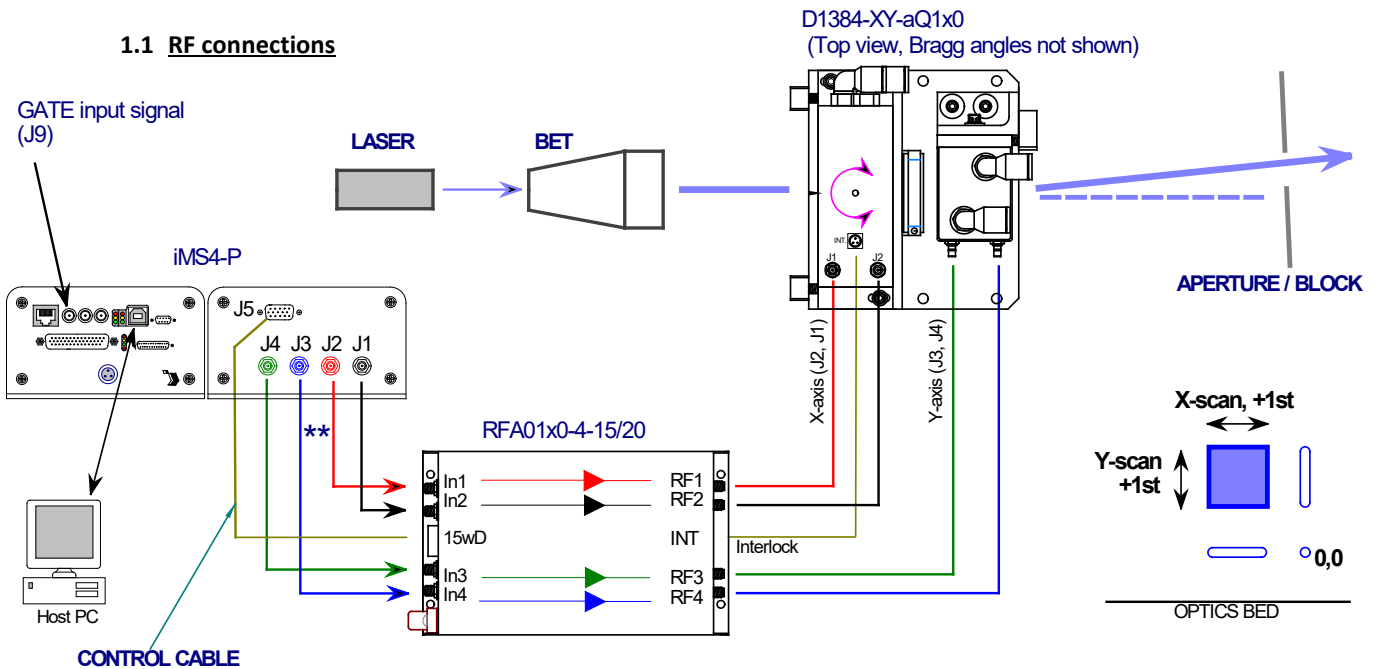 1.1 RF connections
D1384-XY-aQ1x0
(Top view, Bragg angles not shown)
GATE input signal
(J9)
LASER
BET
INT.
J1
J2
APERTURE / BLOCK
iMS4-P
J5
J4
J3
J2
J1
**
X-axis (J2, J1)
Y-axis (J3, J4)
RFA01x0-4-15/20
In1
In2
15wD
In3
In4
RF1
RF2
INT
RF3
RF4
Interlock
X-scan, +1st
Y-scan
+1st
0,0
OPTICS BED
Host PC
CONTROL CABLE